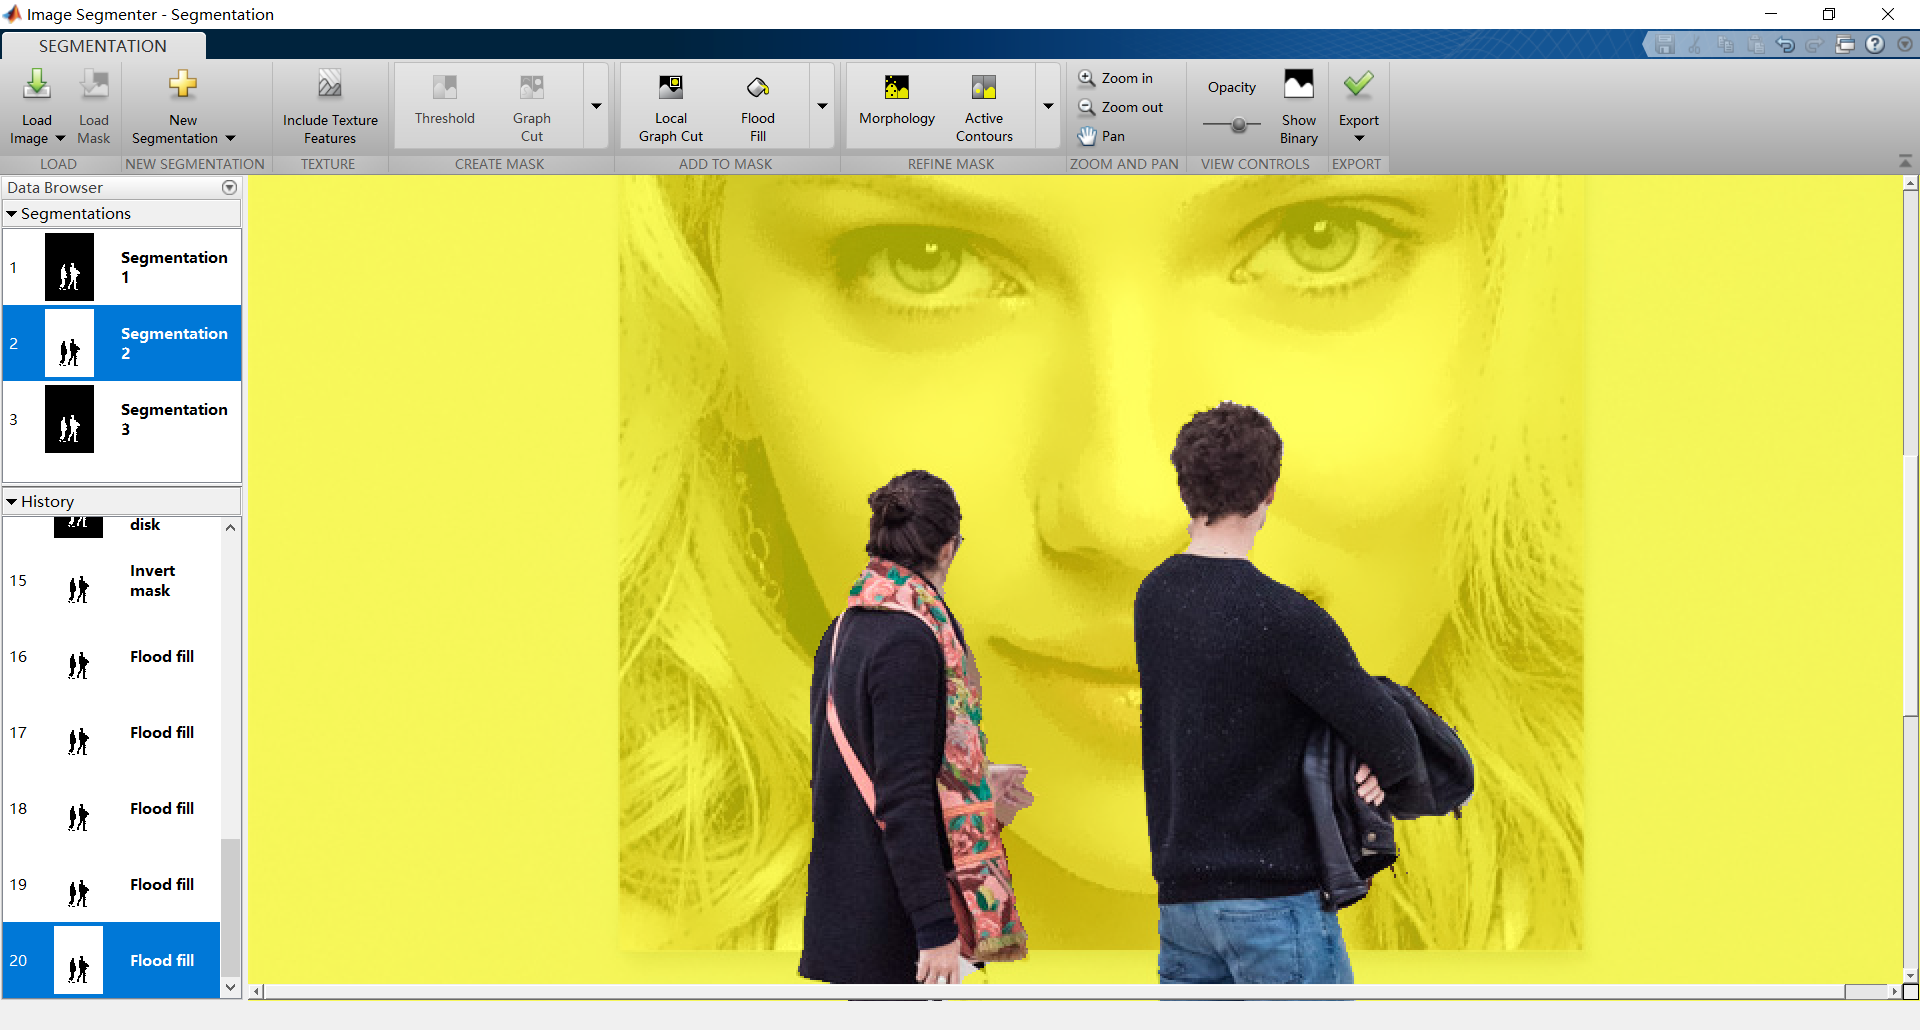 Image Segmenter - Segmentation
SEGMENTATION
Load Image
Load Mask
New Segmentation
Include Texture Features
Threshold
Graph Cut
Local Graph Cut
Flood Fill
Morphology
Active Contours
Zoom in
Zoom out
Pan
Opacity
Show Binary
Export
LOAD
NEW SEGMENTATION
TEXTURE
CREATE MASK
ADD TO MASK
REFINE MASK
ZOOM AND PAN
VIEW CONTROLS
EXPORT
Data Browser
Segmentations
1 Segmentation 1
2 Segmentation 2
3 Segmentation 3
History
disk
15 Invert mask
16 Flood fill
17 Flood fill
18 Flood fill
19 Flood fill
20 Flood fill